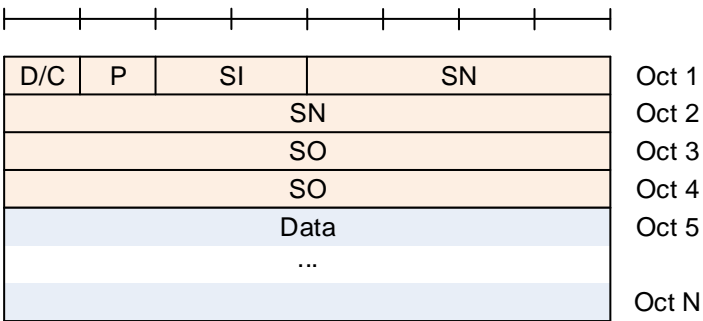 D/C P SI SN Oct 1
SN Oct 2
SO Oct 3
SO Oct 4
Data Oct 5
...
Oct N